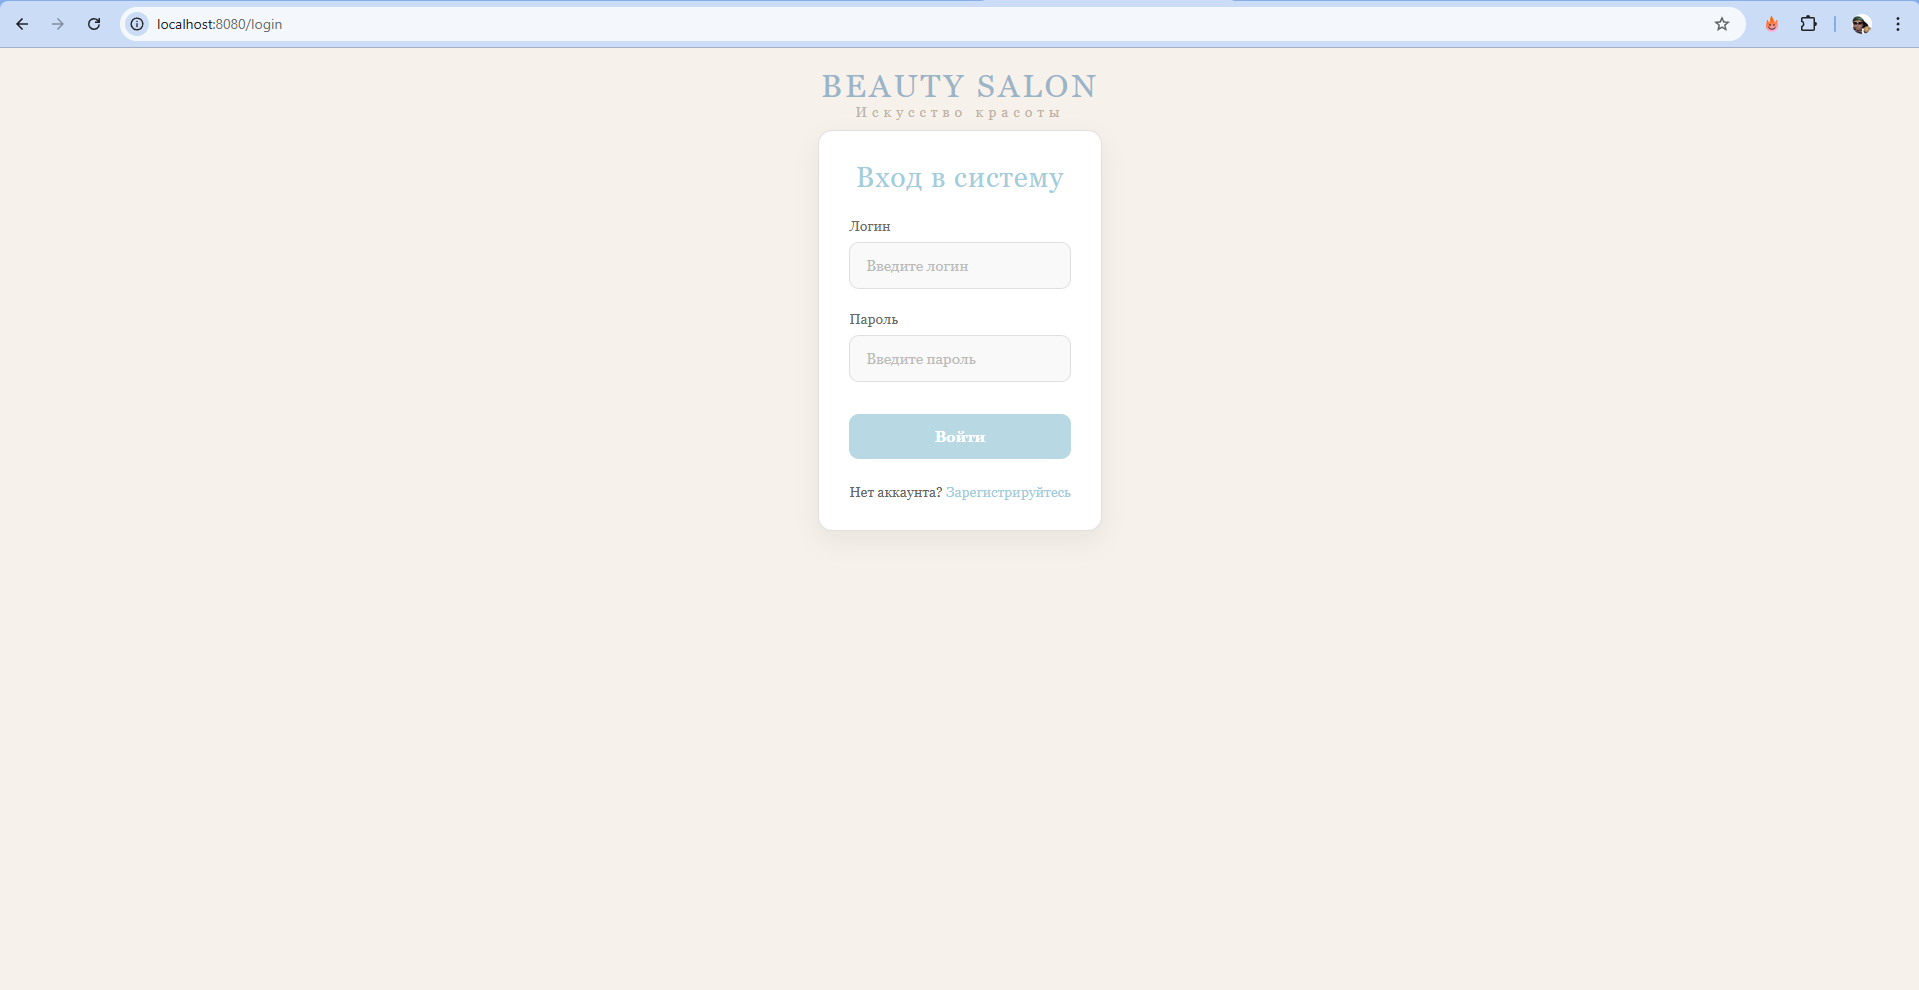 localhost:8080/login
BEAUTY SALON
Искусство красоты
Вход в систему
Логин
Введите логин
Пароль
Введите пароль
Войти
Нет аккаунта? Зарегистрируйтесь